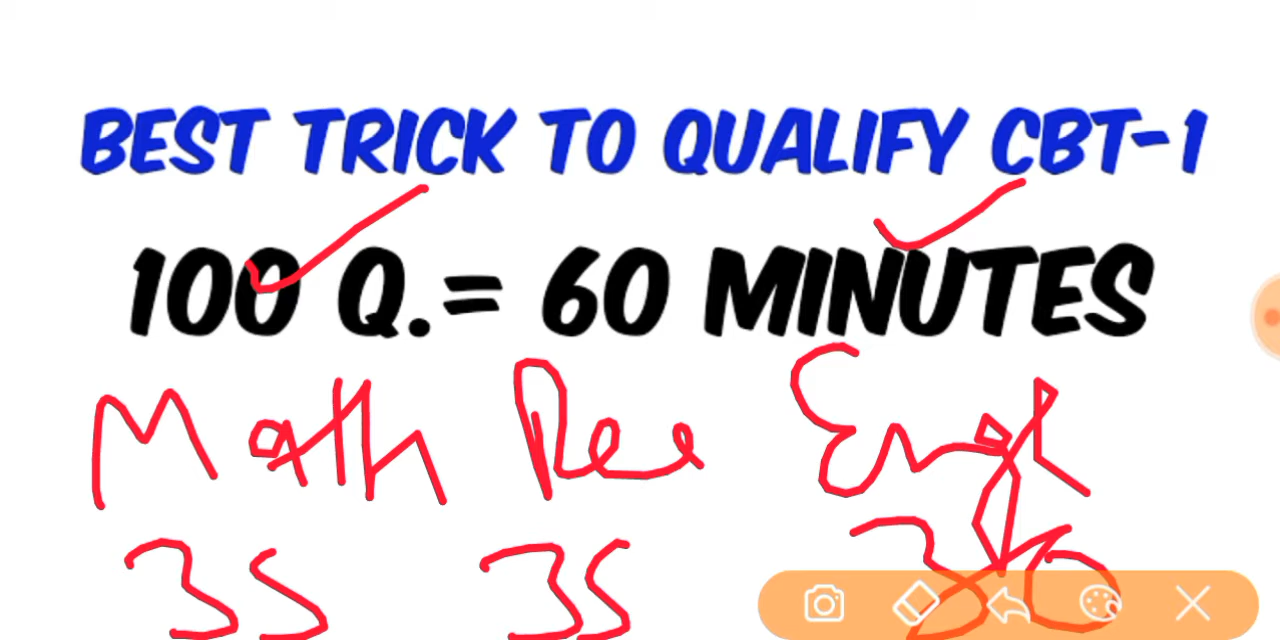 BEST TRICK TO QUALIFY CBT-1
100 Q.= 60 MINUTES
Math Rea Engl
35 35 30